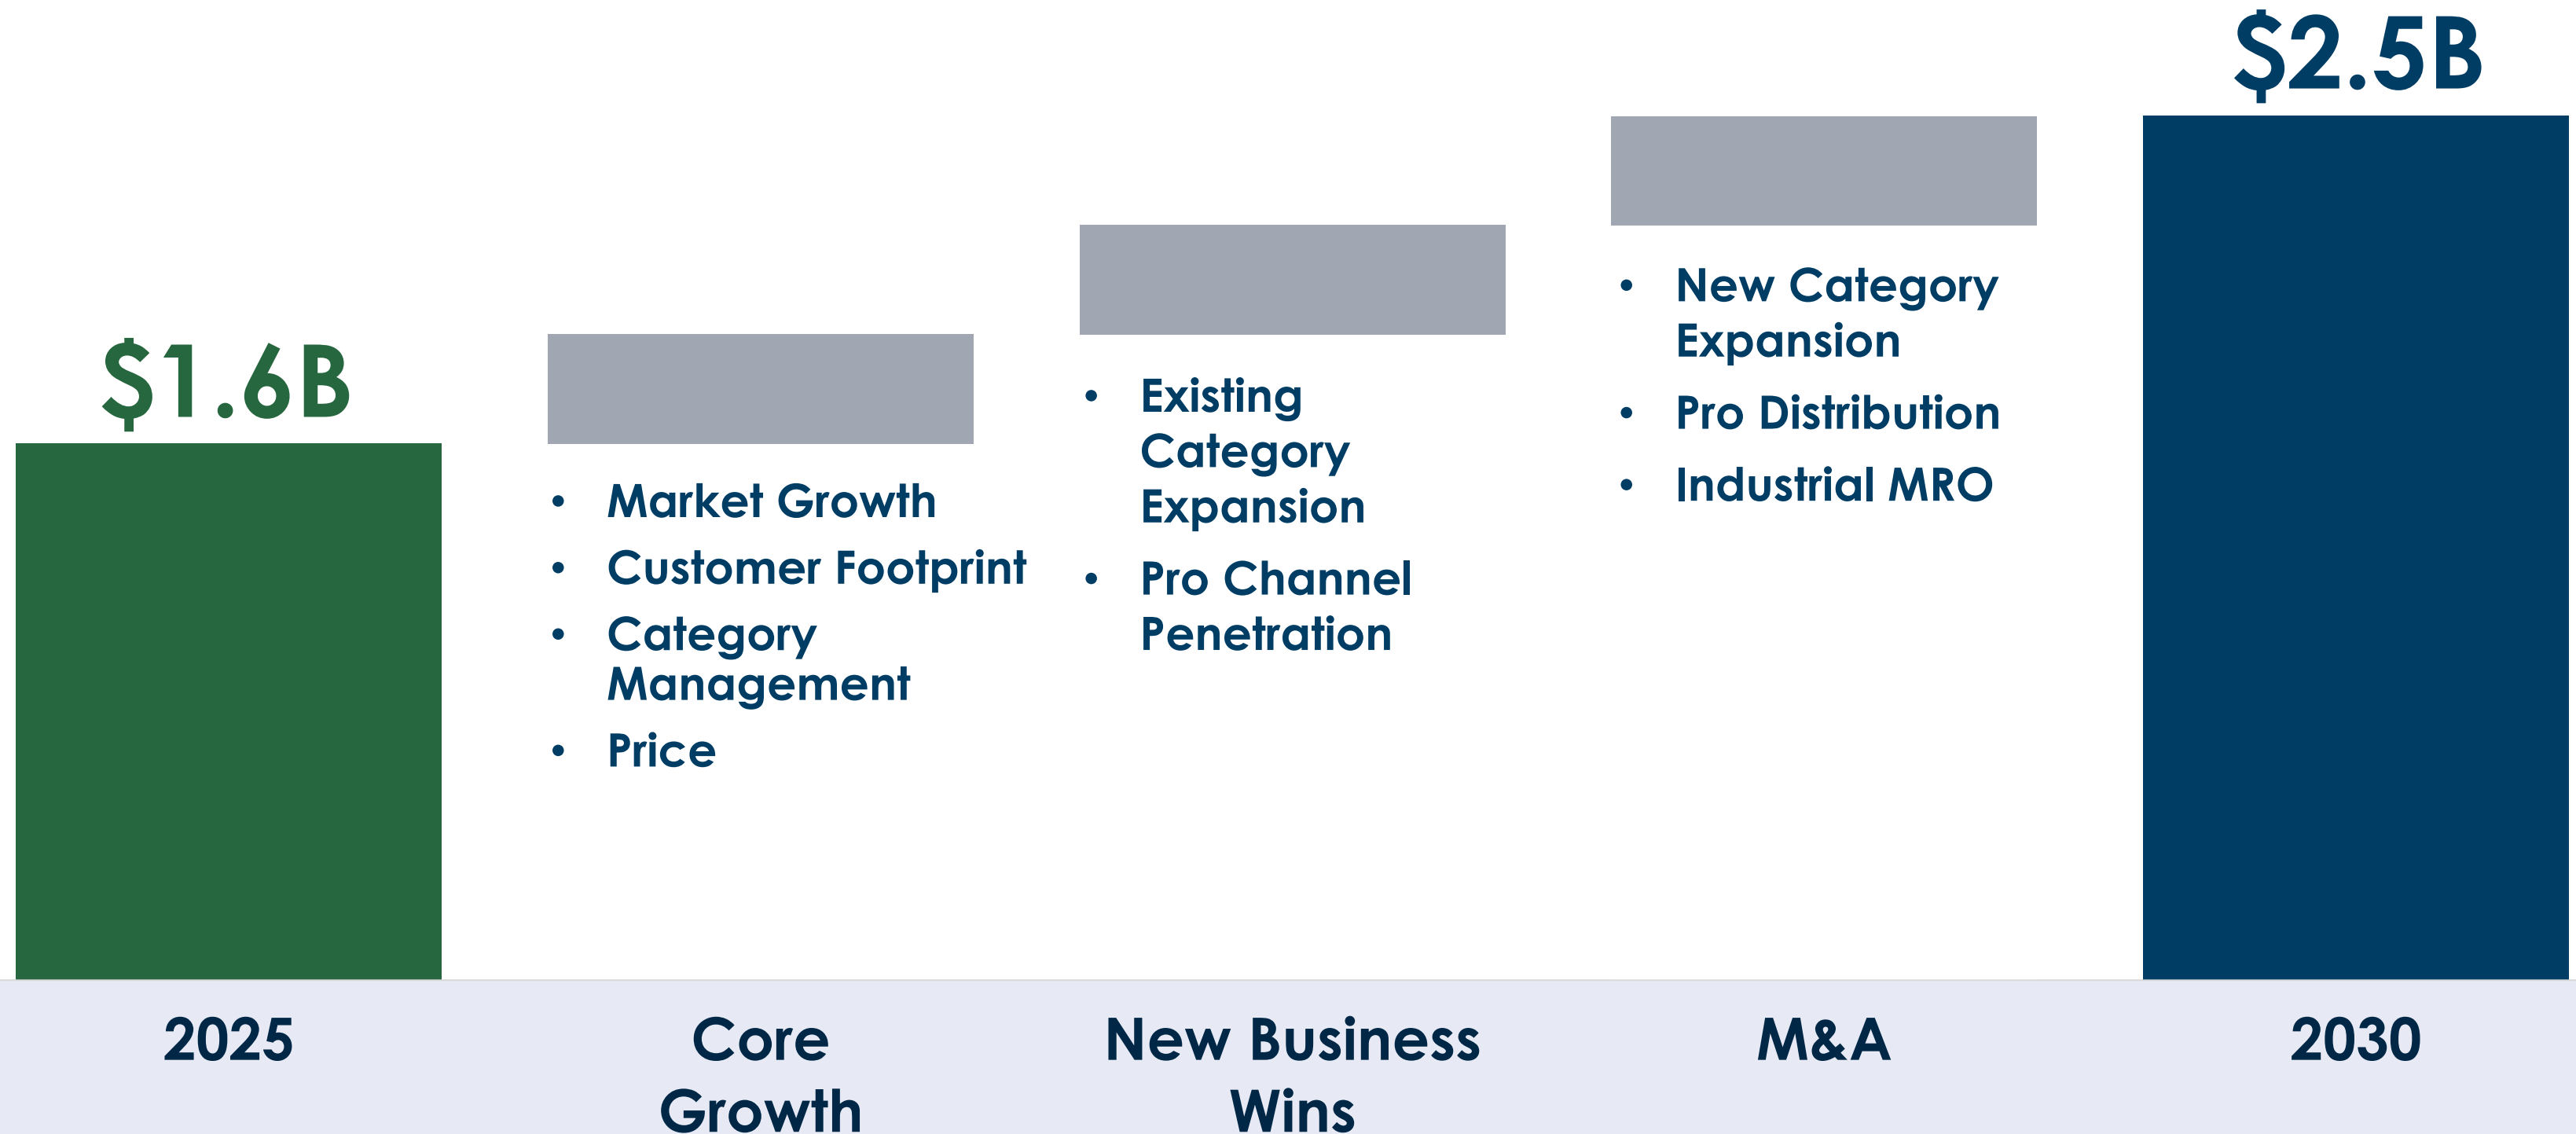 $1.6B
$2.5B
• Market Growth
• Customer Footprint
• Category
Management
• Price
• Existing
Category
Expansion
• Pro Channel
Penetration
• New Category
Expansion
• Pro Distribution
• Industrial MRO
2025
Core
Growth
New Business
Wins
M&A
2030